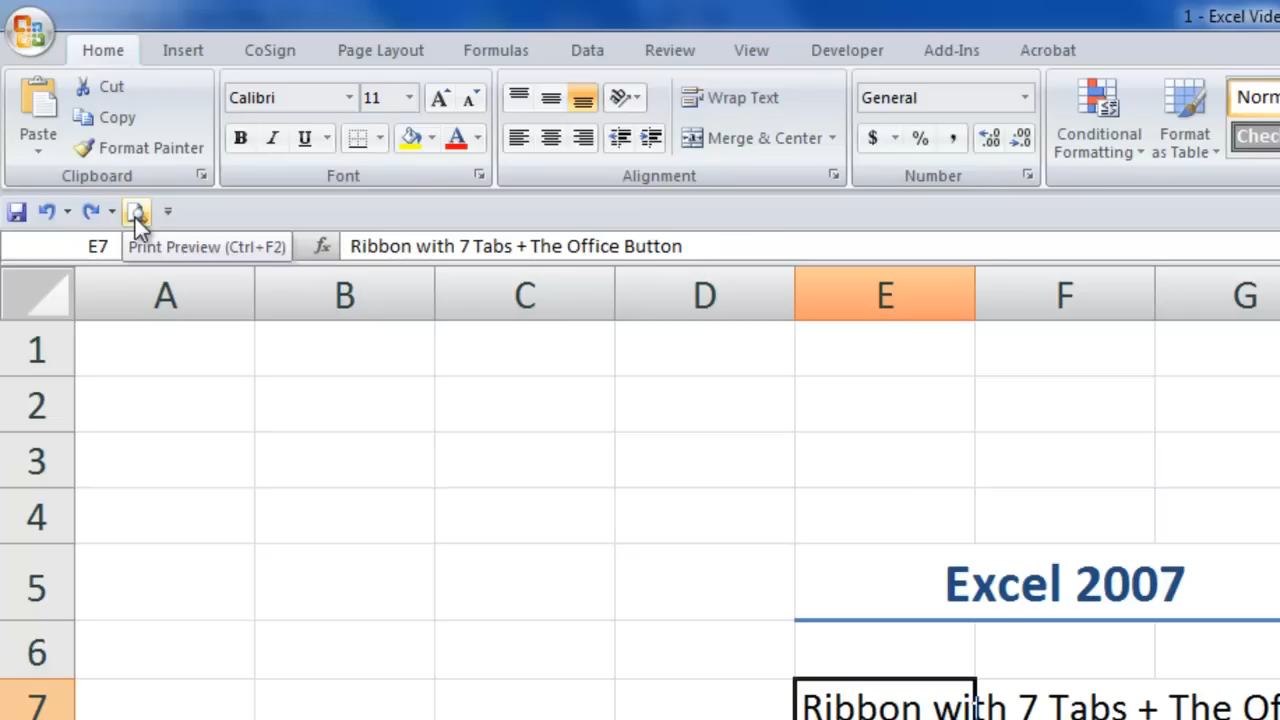 1 - Excel Vide
Home Insert CoSign Page Layout Formulas Data Review View Developer Add-Ins Acrobat
Paste
Cut
Copy
Format Painter
Clipboard
Calibri 11
B I U
Font
Wrap Text
Merge & Center
Alignment
General
$ % ,
Number
Conditional
Formatting
Format
as Table
Norm
Chec
E7
Print Preview (Ctrl+F2)
fx Ribbon with 7 Tabs + The Office Button
A B C D E F G
1
2
3
4
5 Excel 2007
6
7 Ribbon with 7 Tabs + The Of